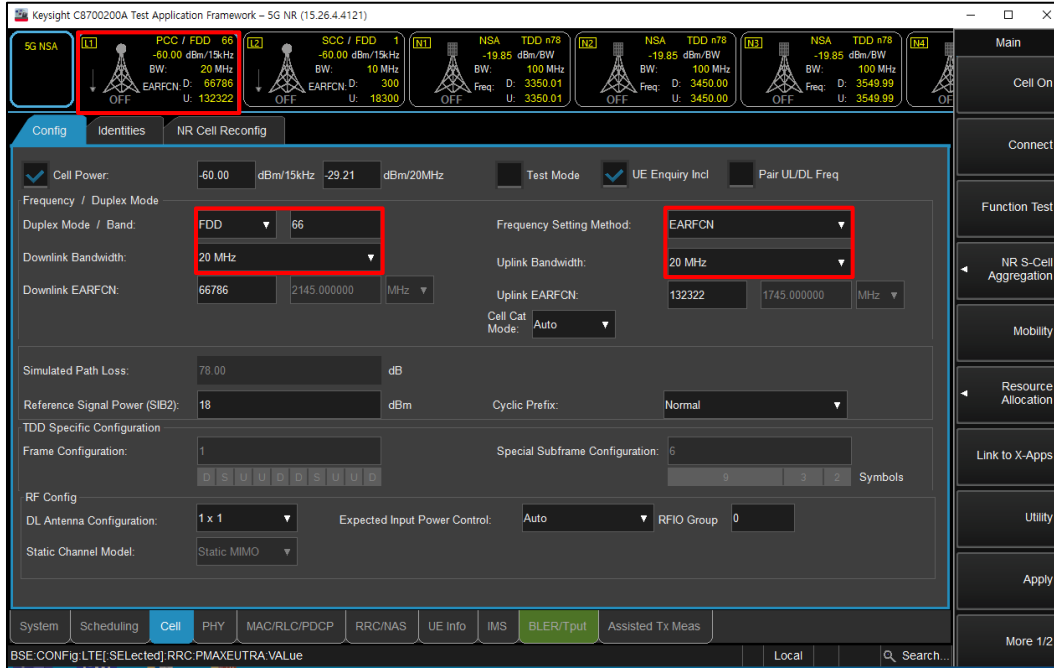 Keysight C8700200A Test Application Framework – 5G NR (15.26.4.4121)
5G NSA
L1 PCC / FDD 66
-60.00 dBm/15kHz
BW: 20 MHz
EARFCN: D: 66786
OFF U: 132322
L2 SCC / FDD 1
-60.00 dBm/15kHz
BW: 10 MHz
EARFCN: D: 300
OFF U: 18300
N1 NSA TDD n78
-19.85 dBm/BW
BW: 100 MHz
Freq: D: 3350.01
OFF U: 3350.01
N2 NSA TDD n78
-19.85 dBm/BW
BW: 100 MHz
Freq: D: 3450.00
OFF U: 3450.00
N3 NSA TDD n78
-19.85 dBm/BW
BW: 100 MHz
Freq: D: 3549.99
OFF U: 3549.99
N4
OF
Main
Cell On
Connect
Function Test
NR S-Cell
Aggregation
Mobility
Resource
Allocation
Link to X-Apps
Utility
Apply
More 1/2
Config Identities NR Cell Reconfig
Cell Power: -60.00 dBm/15kHz -29.21 dBm/20MHz Test Mode UE Enquiry Incl Pair UL/DL Freq
Frequency / Duplex Mode
Duplex Mode / Band: FDD 66 Frequency Setting Method: EARFCN
Downlink Bandwidth: 20 MHz Uplink Bandwidth: 20 MHz
Downlink EARFCN: 66786 2145.000000 MHz Uplink EARFCN: 132322 1745.000000 MHz
Cell Cat
Mode: Auto
Simulated Path Loss: 78.00 dB
Reference Signal Power (SIB2): 18 dBm Cyclic Prefix: Normal
TDD Specific Configuration
Frame Configuration: 1 Special Subframe Configuration: 6
D S U U D D S U U D 9 3 2 Symbols
RF Config
DL Antenna Configuration: 1 x 1 Expected Input Power Control: Auto RFIO Group 0
Static Channel Model: Static MIMO
System Scheduling Cell PHY MAC/RLC/PDCP RRC/NAS UE Info IMS BLER/Tput Assisted Tx Meas
BSE:CONFig:LTE[:SELected]:RRC:PMAXEUTRA:VALue Local Search...